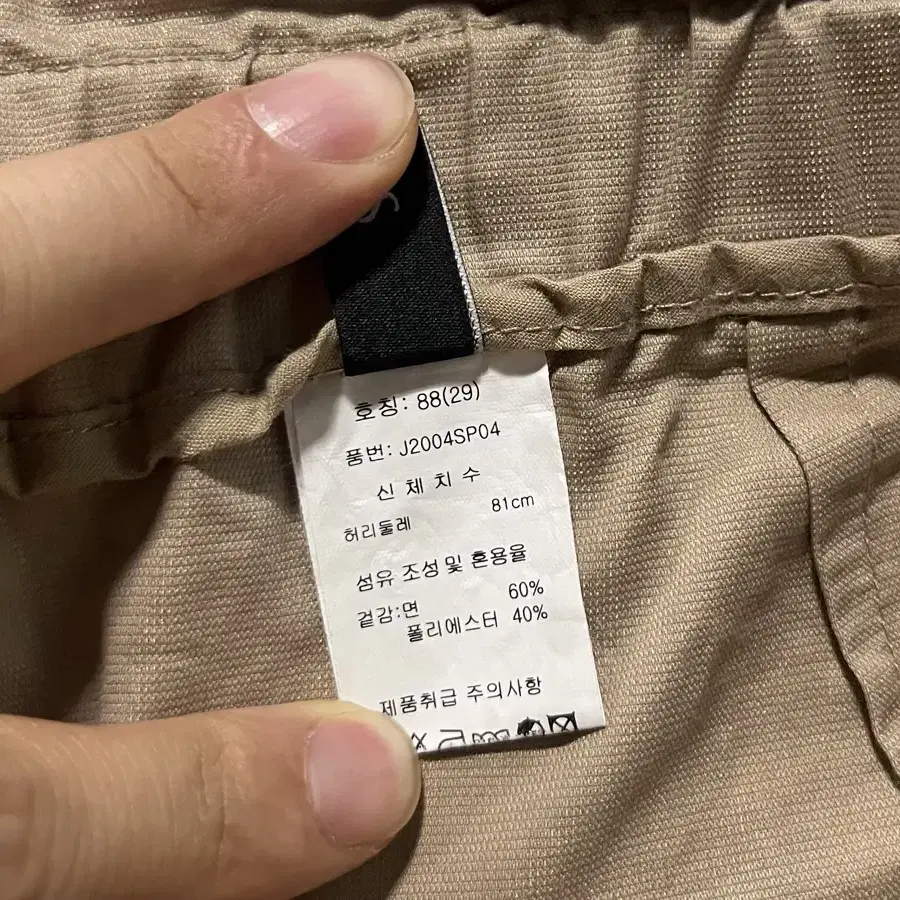 S
호칭: 88(29)
품번: J2004SP04
신 체 치 수
허리둘레 81cm
섬유 조성 및 혼용율
겉감:면 60%
폴리에스터 40%
제품취급 주의사항